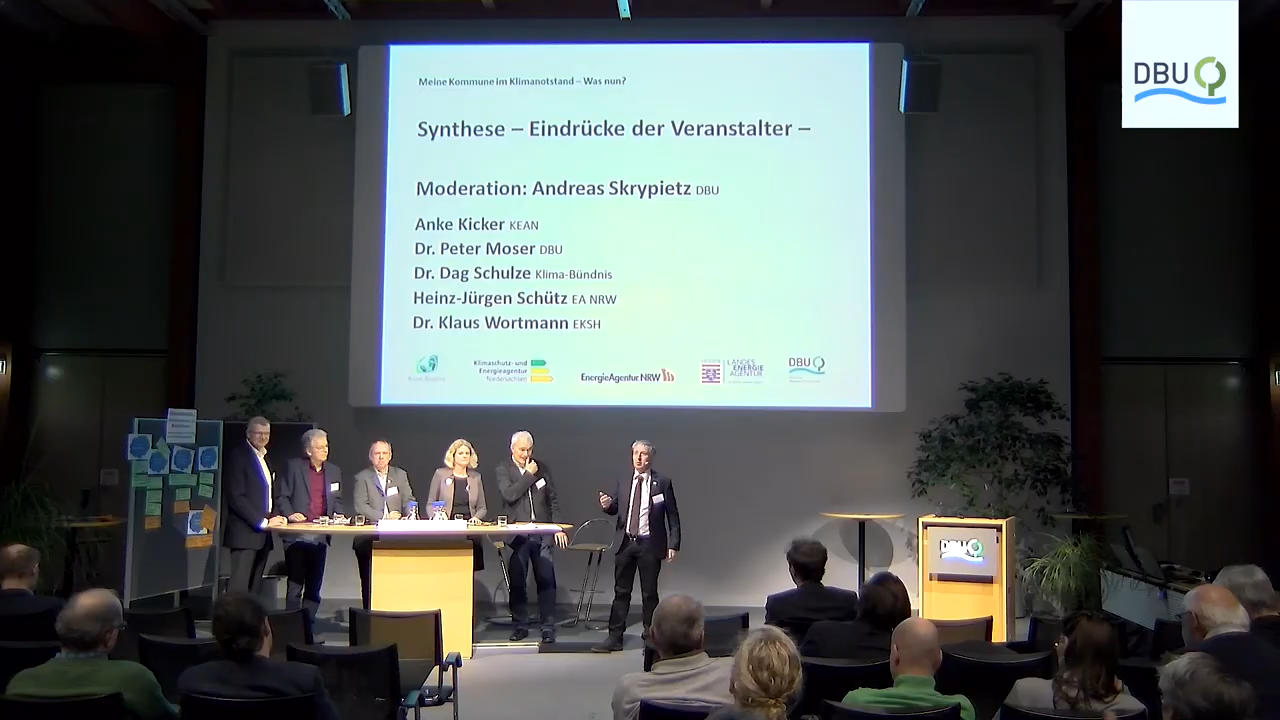 DBU
Meine Kommune im Klimanotstand – Was nun?
Synthese – Eindrücke der Veranstalter –
Moderation: Andreas Skrypietz DBU
Anke Kicker KEAN
Dr. Peter Moser DBU
Dr. Dag Schulze Klima-Bündnis
Heinz-Jürgen Schütz EA NRW
Dr. Klaus Wortmann EKSH
Klimaschutz- und
Energieagentur
Niedersachsen
EnergieAgentur.NRW
HESSEN
LANDES
ENERGIE
AGENTUR
DBU
DBU